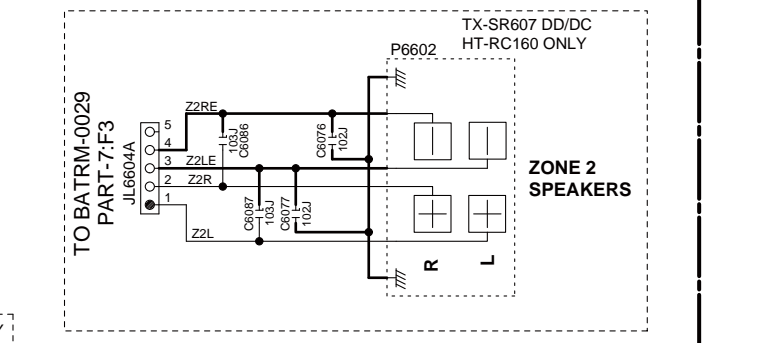 TX-SR607 DD/DC
HT-RC160 ONLY
P6602
TO BATRM-0029
PART-7:F3
JL6604A
5
4
3
2
1
Z2RE
Z2LE
Z2R
Z2L
103J
C6086
C6076
102J
C6087
103J
C6077
102J
R
L
ZONE 2
SPEAKERS